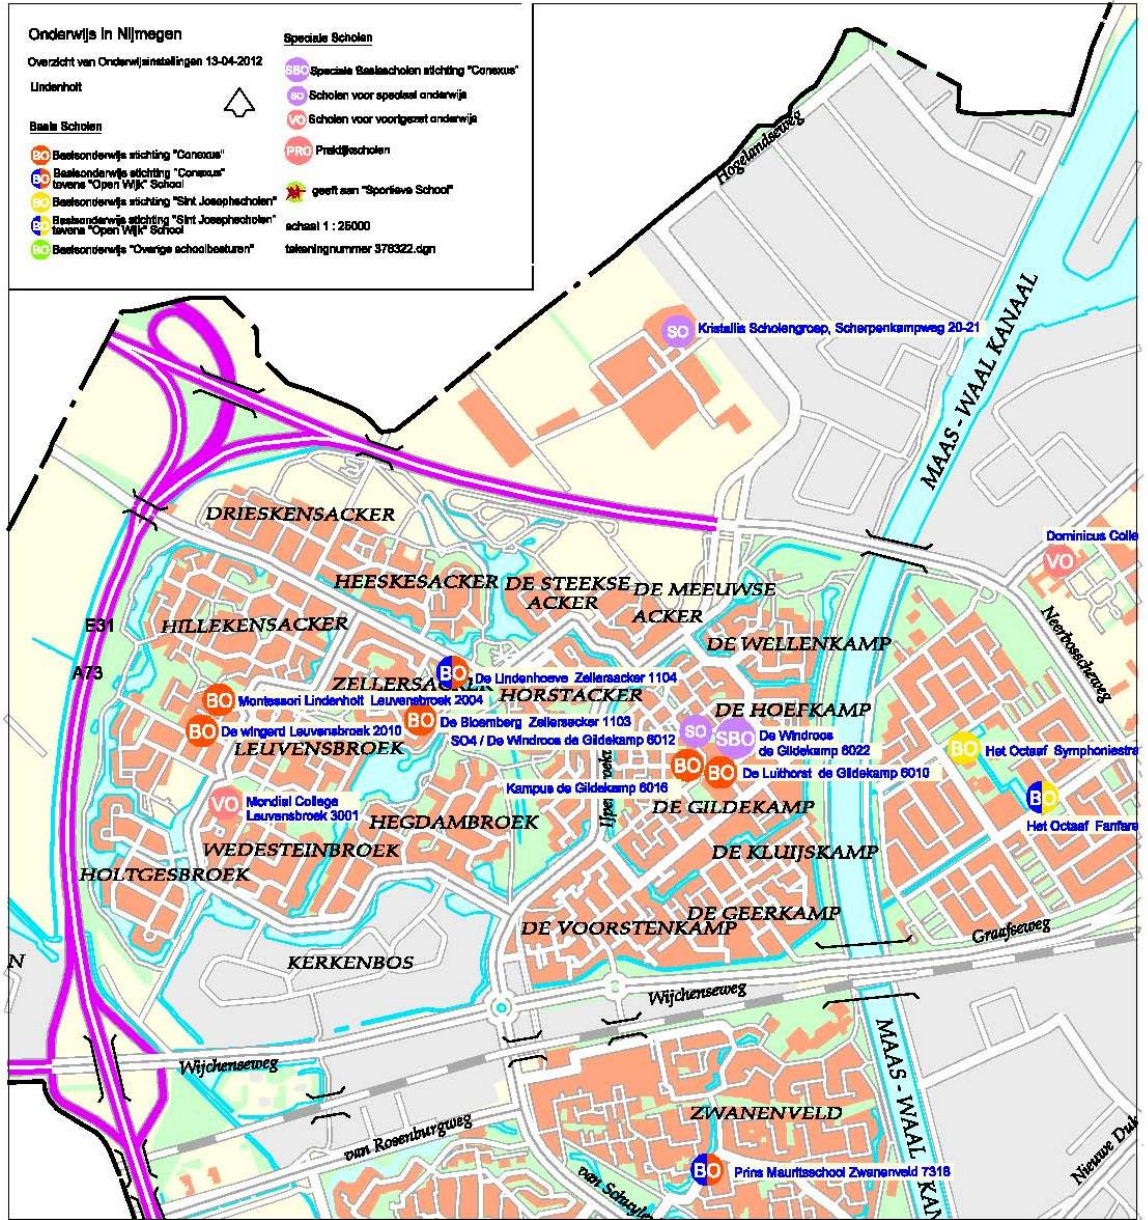 Onderwijs in Nijmegen
Overzicht van Onderwijsinstellingen 13-04-2012
Lindenholt
Basis Scholen
BO Basisonderwijs stichting "Conexus"
BO Basisonderwijs stichting "Conexus"
tevens "Open Wijk" School
BO Basisonderwijs stichting "Sint Josephscholen"
BO Basisonderwijs stichting "Sint Josephscholen"
tevens "Open Wijk" School
BO Basisonderwijs "Overige schoolbesturen"
Speciale Scholen
SBO Speciale Basisscholen stichting "Conexus"
SO Scholen voor speciaal onderwijs
VO Scholen voor voortgezet onderwijs
PRO Praktijkscholen
geeft aan "Sportieve School"
schaal 1 : 25000
tekeningnummer 378322.dgn
Hogelandseweg
MAAS - WAAL KANAAL
SO Kristallis Scholengroep, Scherpenkampweg 20-21
DRIESKENSACKER
Dominicus Colle
VO
HEESKESACKER
DE STEEKSE
ACKER
DE MEEUWSE
ACKER
Neerbosscheweg
E31
HILLEKENSACKER
DE WELLENKAMP
A73
ZELLERSACKER
BO De Lindenhoeve Zellersacker 1104
HORSTACKER
BO Montessori Lindenholt Leuvensbroek 2004
DE HOEFKAMP
BO De wingerd Leuvensbroek 2010
BO De Bloemberg Zellersacker 1103
SO4 / De Windroos de Gildekamp 6012
SO
SBO De Windroos
de Gildekamp 6022
LEUVENSBROEK
BO Het Octaaf Symphoniestra
BO
BO De Luithorst de Gildekamp 6010
Kampus de Gildekamp 6016
VO Mondial College
Leuvensbroek 3001
BO
Het Octaaf Fanfare
DE GILDEKAMP
HEGDAMBROEK
WEDESTEINBROEK
DE KLUIJSKAMP
HOLTGESBROEK
DE GEERKAMP
DE VOORSTENKAMP
Graafseweg
N
KERKENBOS
Wijchenseweg
Wijchenseweg
MAAS - WAAL KAN
ZWANENVELD
van Rosenburgweg
BO Prins Mauritsschool Zwanenveld 7318
van Schuyle
Nieuwe Duk